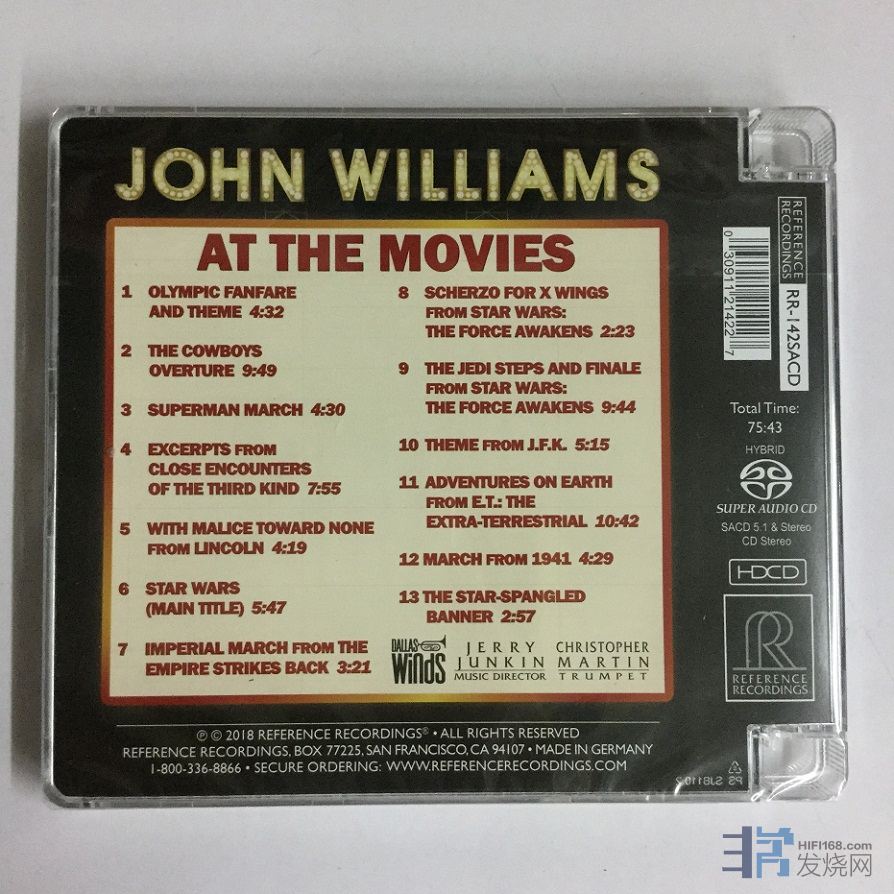 JOHN WILLIAMS
AT THE MOVIES
1 OLYMPIC FANFARE
AND THEME 4:32
2 THE COWBOYS
OVERTURE 9:49
3 SUPERMAN MARCH 4:30
4 EXCERPTS FROM
CLOSE ENCOUNTERS
OF THE THIRD KIND 7:55
5 WITH MALICE TOWARD NONE
FROM LINCOLN 4:19
6 STAR WARS
(MAIN TITLE) 5:47
7 IMPERIAL MARCH FROM THE
EMPIRE STRIKES BACK 3:21
8 SCHERZO FOR X WINGS
FROM STAR WARS:
THE FORCE AWAKENS 2:23
9 THE JEDI STEPS AND FINALE
FROM STAR WARS:
THE FORCE AWAKENS 9:44
10 THEME FROM J.F.K. 5:15
11 ADVENTURES ON EARTH
FROM E.T.: THE
EXTRA-TERRESTRIAL 10:42
12 MARCH FROM 1941 4:29
13 THE STAR-SPANGLED
BANNER 2:57
DALLAS
WINDS
JERRY
JUNKIN
MUSIC DIRECTOR
CHRISTOPHER
MARTIN
TRUMPET
℗ © 2018 REFERENCE RECORDINGS® • ALL RIGHTS RESERVED
REFERENCE RECORDINGS, BOX 77225, SAN FRANCISCO, CA 94107 • MADE IN GERMANY
1-800-336-8866 • SECURE ORDERING: WWW.REFERENCERECORDINGS.COM
REFERENCE
RECORDINGS
RR-142SACD
0 30911 21422 7
Total Time:
75:43
HYBRID
SUPER AUDIO CD
SACD 5.1 & Stereo
CD Stereo
HDCD
REFERENCE
RECORDINGS
HIFI168.com
发烧网